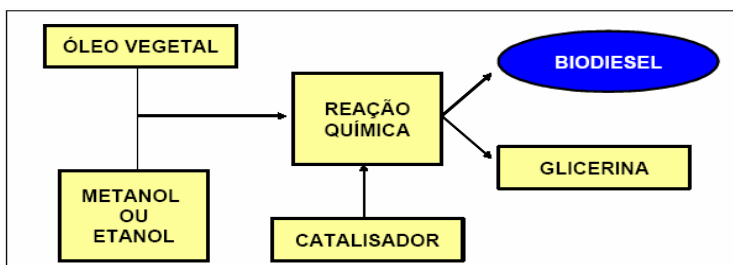 ÓLEO VEGETAL
BIODIESEL
REAÇÃO
QUÍMICA
GLICERINA
METANOL
OU
ETANOL
CATALISADOR